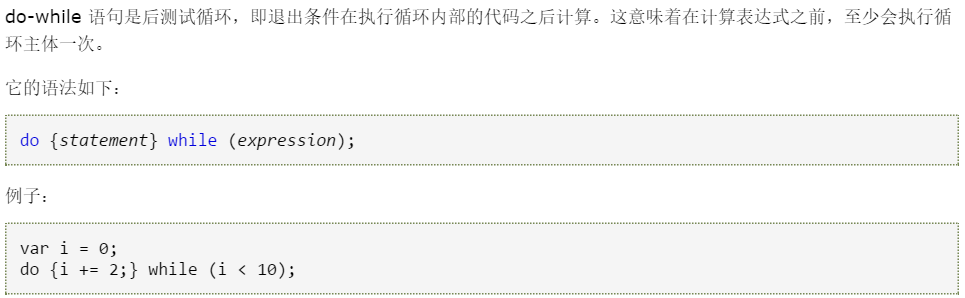 do-while 语句是后测试循环，即退出条件在执行循环内部的代码之后计算。这意味着在计算表达式之前，至少会执行循
环主体一次。
它的语法如下：
do {statement} while (expression);
例子：
var i = 0;
do {i += 2;} while (i < 10);